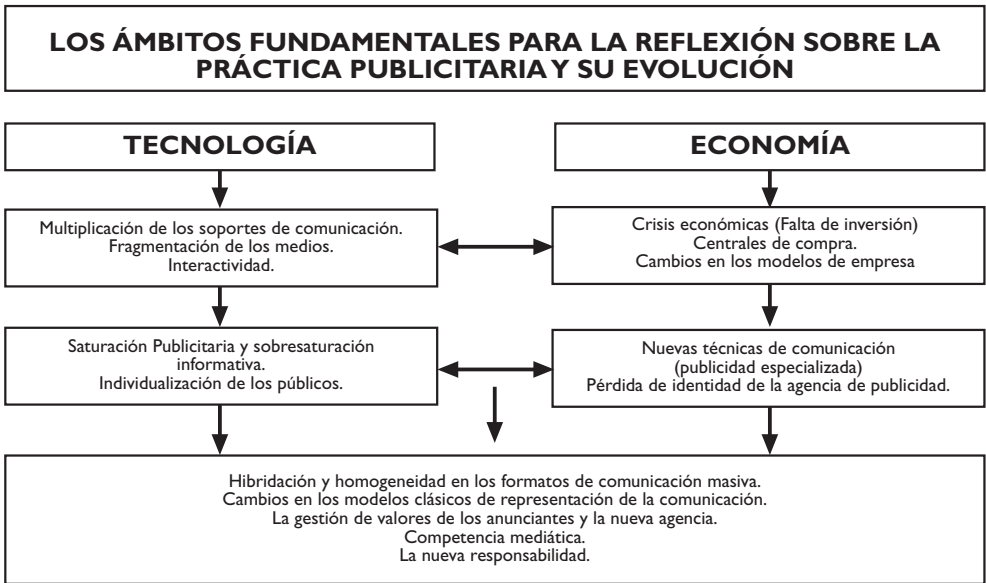 LOS ÁMBITOS FUNDAMENTALES PARA LA REFLEXIÓN SOBRE LA
PRÁCTICA PUBLICITARIA Y SU EVOLUCIÓN
TECNOLOGÍA
ECONOMÍA
Multiplicación de los soportes de comunicación.
Fragmentación de los medios.
Interactividad.
Crisis económicas (Falta de inversión)
Centrales de compra.
Cambios en los modelos de empresa
Saturación Publicitaria y sobresaturación
informativa.
Individualización de los públicos.
Nuevas técnicas de comunicación
(publicidad especializada)
Pérdida de identidad de la agencia de publicidad.
Hibridación y homogeneidad en los formatos de comunicación masiva.
Cambios en los modelos clásicos de representación de la comunicación.
La gestión de valores de los anunciantes y la nueva agencia.
Competencia mediática.
La nueva responsabilidad.